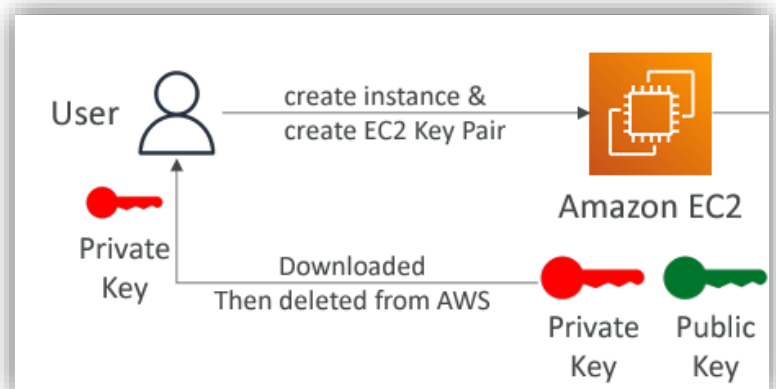 User
create instance &
create EC2 Key Pair
Amazon EC2
Private
Key
Downloaded
Then deleted from AWS
Private
Key
Public
Key